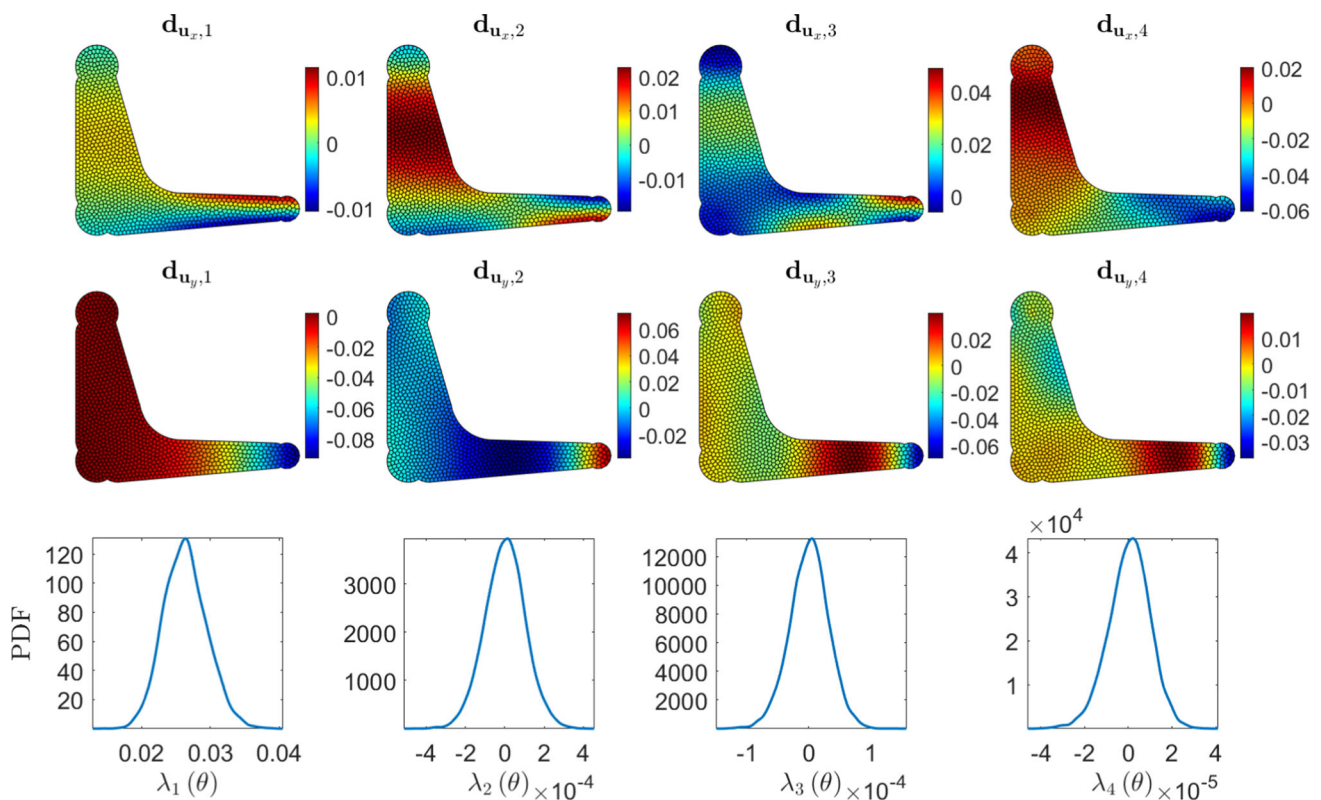 d_{u_x,1} d_{u_x,2} d_{u_x,3} d_{u_x,4}
0.01 0 -0.01
0.02 0.01 0 -0.01
0.04 0.02 0
0.02 0 -0.02 -0.04 -0.06
d_{u_y,1} d_{u_y,2} d_{u_y,3} d_{u_y,4}
0 -0.02 -0.04 -0.06 -0.08
0.06 0.04 0.02 0 -0.02
0.02 0 -0.02 -0.04 -0.06
0.01 0 -0.01 -0.02 -0.03
PDF
120 100 80 60 40 20
0.02 0.03 0.04
λ_1 (θ)
3000 2000 1000
-4 -2 0 2 4
λ_2 (θ) ×10^{-4}
12000 10000 8000 6000 4000 2000
-1 0 1
λ_3 (θ) ×10^{-4}
×10^4
4 3 2 1
-4 -2 0 2 4
λ_4 (θ) ×10^{-5}